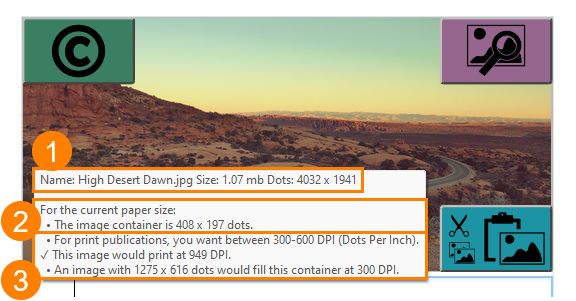 ©
1
Name: High Desert Dawn.jpg Size: 1.07 mb Dots: 4032 x 1941
2
For the current paper size:
• The image container is 408 x 197 dots.
• For print publications, you want between 300-600 DPI (Dots Per Inch).
✓ This image would print at 949 DPI.
3
• An image with 1275 x 616 dots would fill this container at 300 DPI.